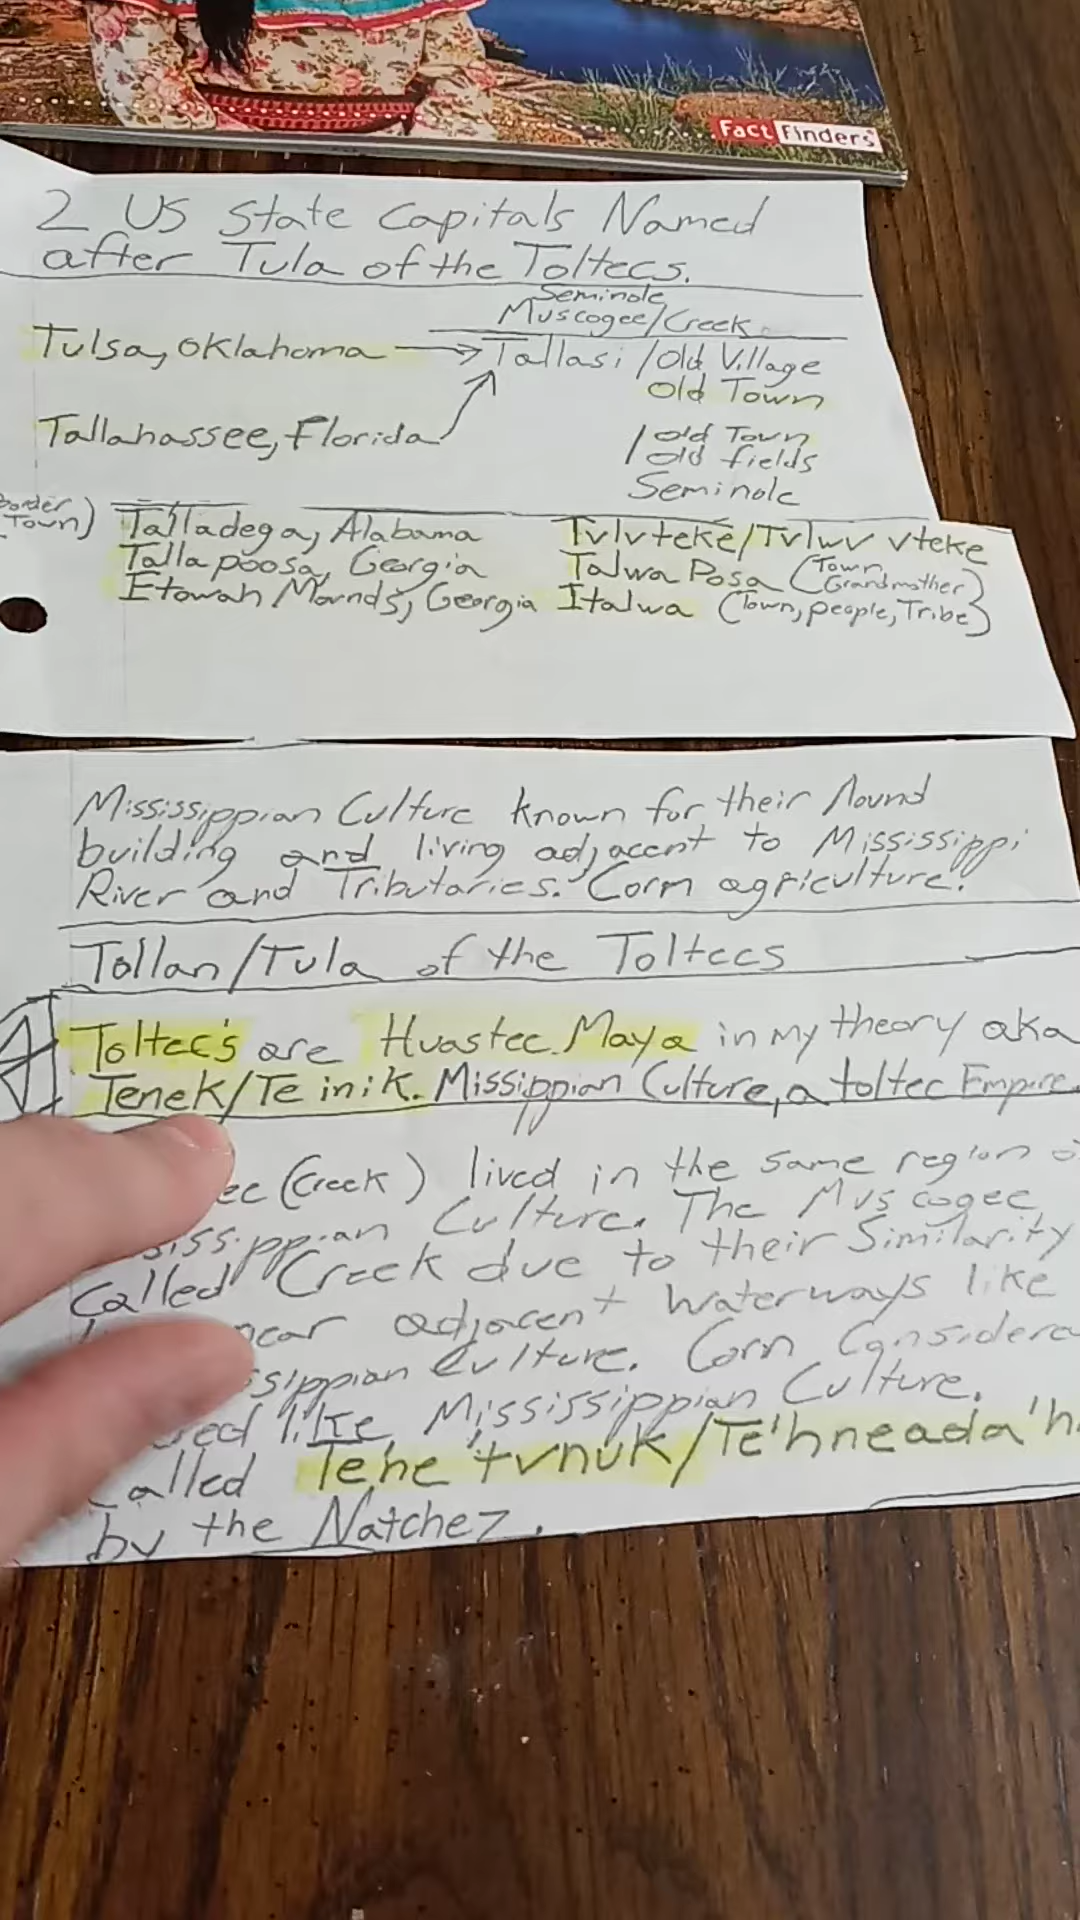 Fact Finders
2 US State Capitals Named
after Tula of the Toltecs.
Seminole
Muscogee/Creek
Tulsa, Oklahoma → Tallasi /Old Village
Old Town
Tallahassee, Florida
/Old Town
/Old fields
Seminole
Border
Town)
Talladega, Alabama Tvlvteke/Tvlwv vteke
Tallapoosa, Georgia Talwa Posa (Town, Grandmother)
Etowah Mounds, Georgia Italwa (Town, people, Tribe)
Mississippian Culture known for their Mound
building and living adjacent to Mississippi
River and Tributaries. Corn agriculture.
Tollan/Tula of the Toltecs
Toltec's are Huastec Maya in my theory aka
Tenek/Te inik. Missippian Culture, a toltec Empire.
(Creek) lived in the same region
Culture. The Muscogee
Called Creek due to their Similarity
near adjacent waterways like
Culture. Corn
like Mississippian Culture.
called Te'he 'tvnuk/Te'hneada'h
by the Natchez.